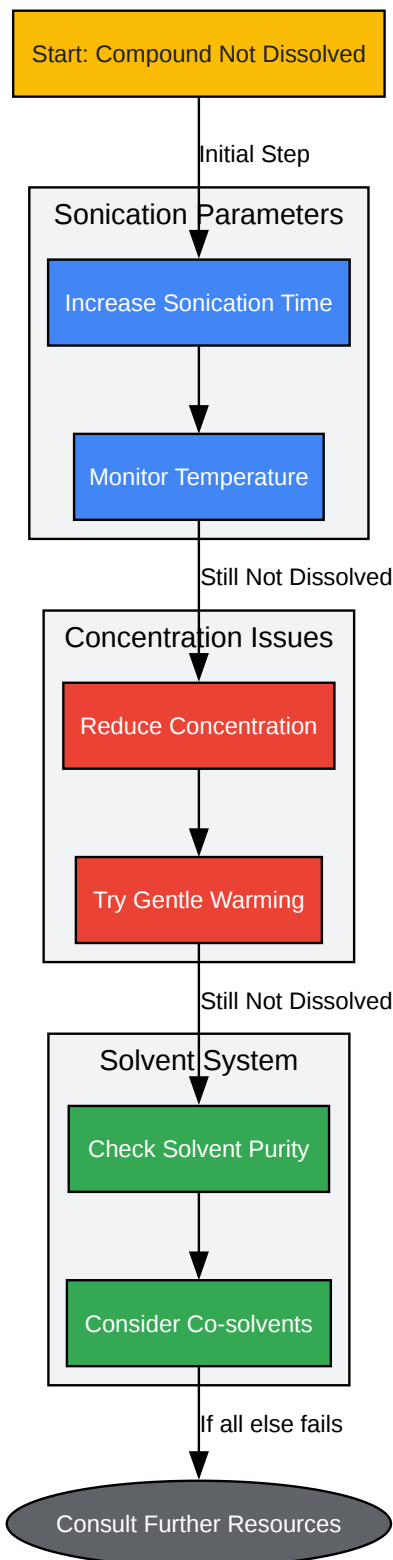 Start: Compound Not Dissolved
Initial Step
Sonication Parameters
Increase Sonication Time
Monitor Temperature
Still Not Dissolved
Concentration Issues
Reduce Concentration
Try Gentle Warming
Still Not Dissolved
Solvent System
Check Solvent Purity
Consider Co-solvents
If all else fails
Consult Further Resources